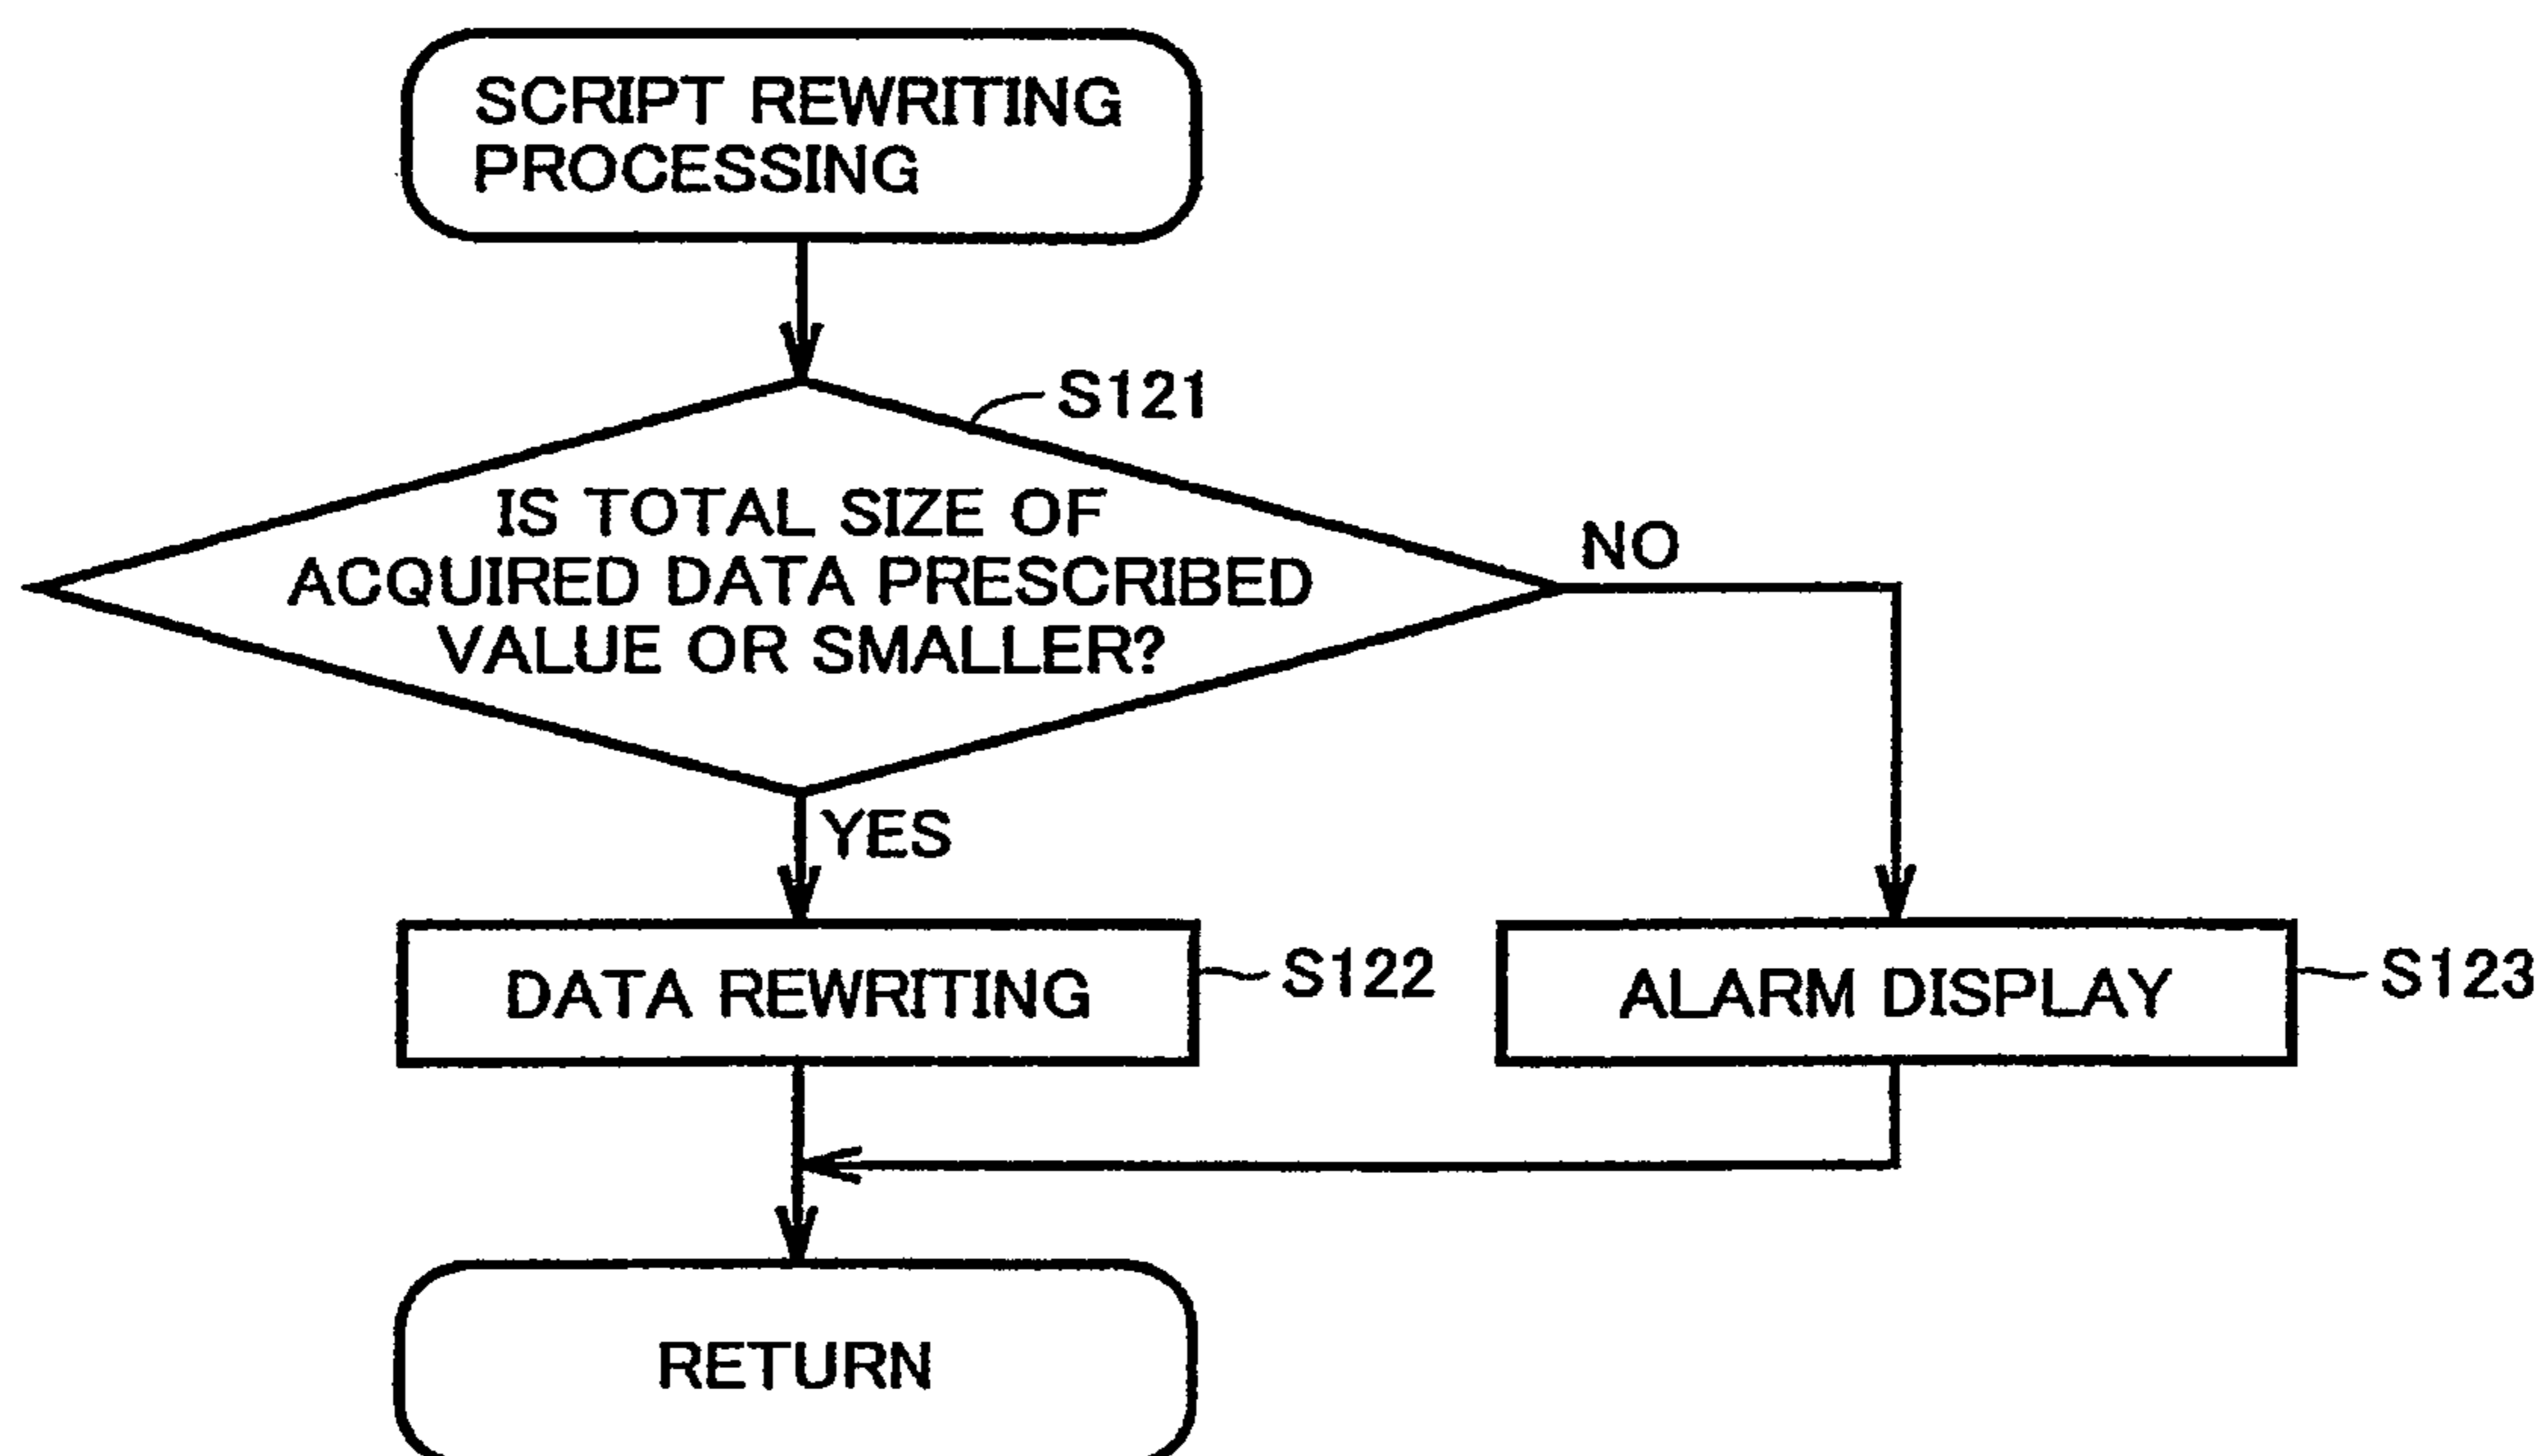 SCRIPT REWRITING
PROCESSING
S121
IS TOTAL SIZE OF
ACQUIRED DATA PRESCRIBED
VALUE OR SMALLER?
NO
YES
DATA REWRITING
S122
ALARM DISPLAY
S123
RETURN